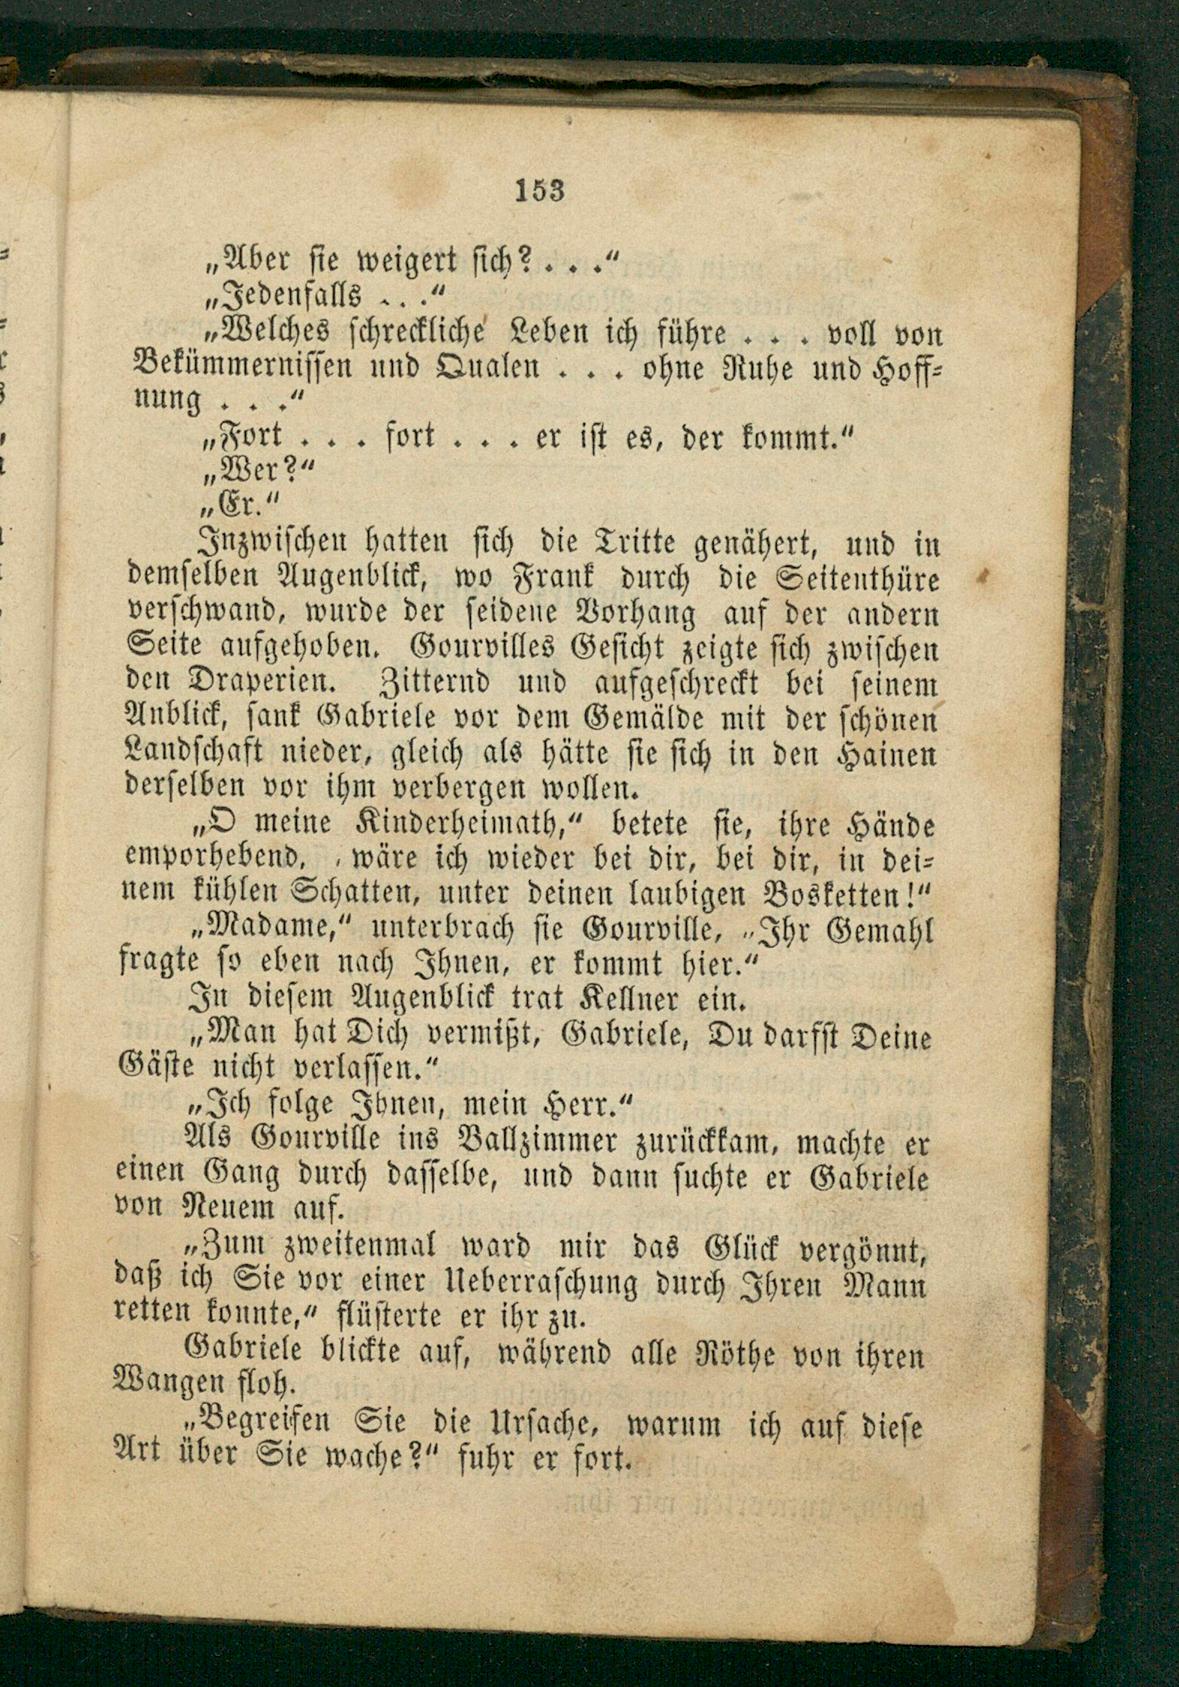 153
„Aber sie weigert sich? . . .“
„Jedenfalls . . .“
„Welches schreckliche Leben ich führe . . . voll von
Bekümmernissen und Qualen . . . ohne Ruhe und Hoff-
nung . . .“
„Fort . . . fort . . . er ist es, der kommt.“
„Wer?“
„Er.“
Inzwischen hatten sich die Tritte genähert, und in
demselben Augenblick, wo Frank durch die Seitenthüre
verschwand, wurde der seidene Vorhang auf der andern
Seite aufgehoben. Gourvilles Gesicht zeigte sich zwischen
den Draperien. Zitternd und aufgeschreckt bei seinem
Anblick, sank Gabriele vor dem Gemälde mit der schönen
Landschaft nieder, gleich als hätte sie sich in den Hainen
derselben vor ihm verbergen wollen.
„O meine Kinderheimath,“ betete sie, ihre Hände
emporhebend, „wäre ich wieder bei dir, bei dir, in dei-
nem kühlen Schatten, unter deinen laubigen Bosketten!“
„Madame,“ unterbrach sie Gourville, „Ihr Gemahl
fragte so eben nach Ihnen, er kommt hier.“
In diesem Augenblick trat Kellner ein.
„Man hat Dich vermißt, Gabriele, Du darfst Deine
Gäste nicht verlassen.“
„Ich folge Ihnen, mein Herr.“
Als Gourville ins Ballzimmer zurückkam, machte er
einen Gang durch dasselbe, und dann suchte er Gabriele
von Neuem auf.
„Zum zweitenmal ward mir das Glück vergönnt,
daß ich Sie vor einer Ueberraschung durch Ihren Mann
retten konnte,“ flüsterte er ihr zu.
Gabriele blickte auf, während alle Röthe von ihren
Wangen floh.
„Begreifen Sie die Ursache, warum ich auf diese
Art über Sie wache?“ fuhr er fort.